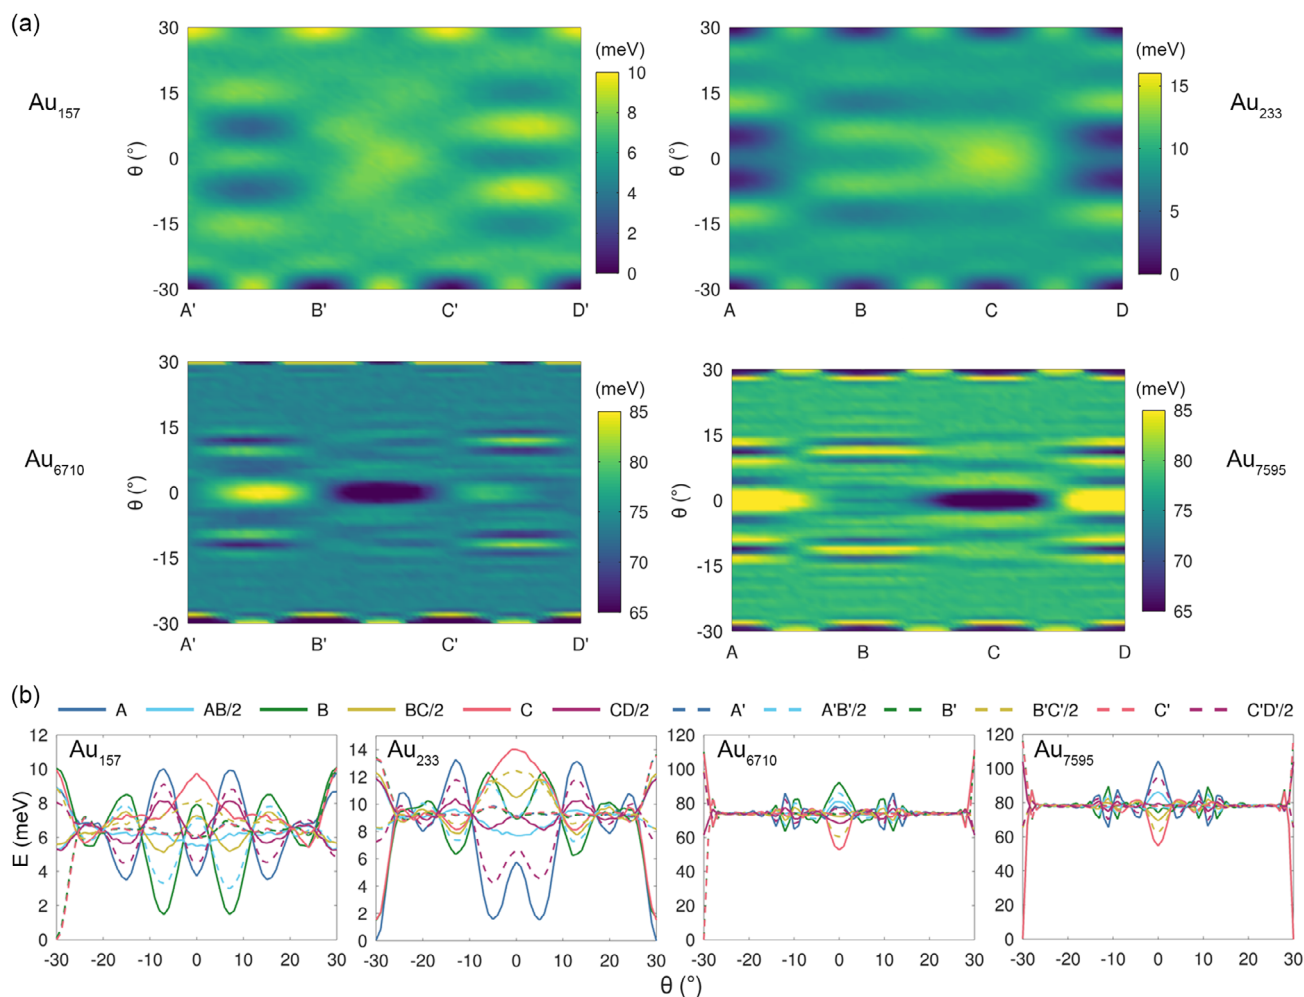 (a)
Au157
θ (°)
30
15
0
-15
-30
A' B' C' D'
(meV)
10
8
6
4
2
0
θ (°)
30
15
0
-15
-30
A B C D
(meV)
15
10
5
0
Au233
Au6710
θ (°)
30
15
0
-15
-30
A' B' C' D'
(meV)
85
80
75
70
65
θ (°)
30
15
0
-15
-30
A B C D
(meV)
85
80
75
70
65
Au7595
(b)
A AB/2 B BC/2 C CD/2 A' A'B'/2 B' B'C'/2 C' C'D'/2
E (meV)
Au157
12
10
8
6
4
2
0
-30 -20 -10 0 10 20 30
Au233
14
12
10
8
6
4
2
0
-30 -20 -10 0 10 20 30
Au6710
120
100
80
60
40
20
0
-30 -20 -10 0 10 20 30
Au7595
120
100
80
60
40
20
0
-30 -20 -10 0 10 20 30
θ (°)